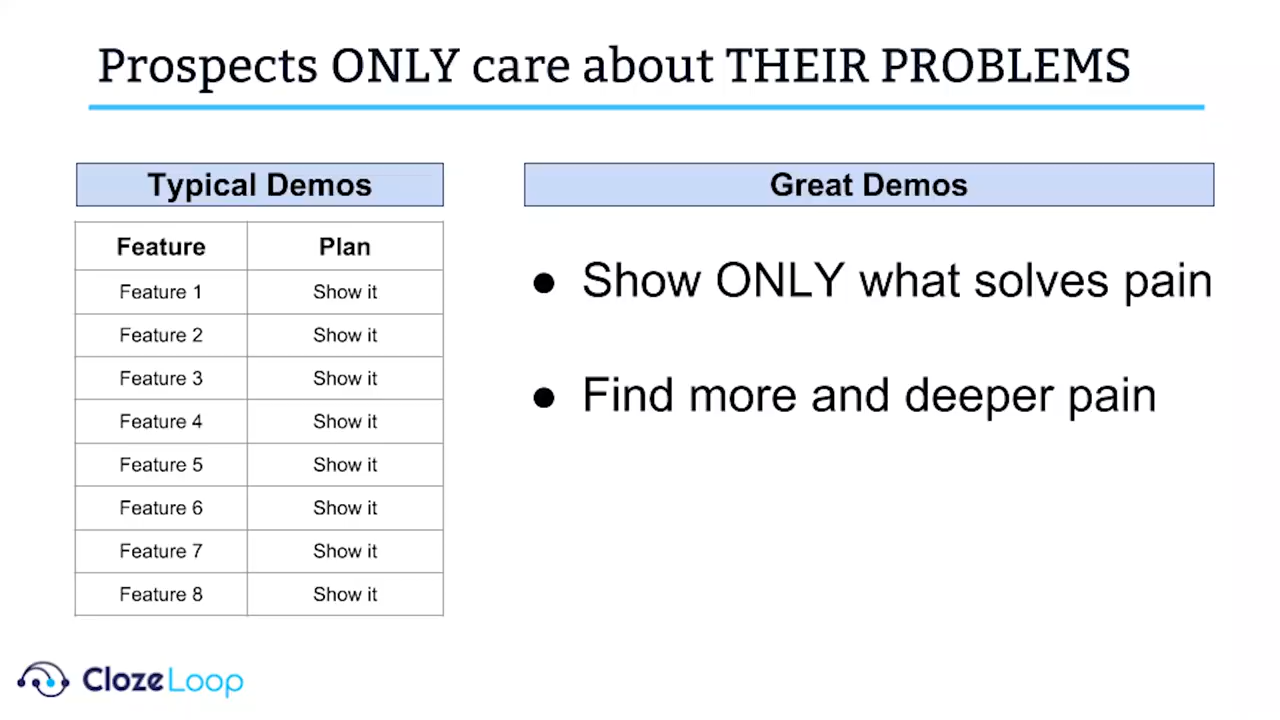 Prospects ONLY care about THEIR PROBLEMS
Typical Demos
Feature Plan
Feature 1 Show it
Feature 2 Show it
Feature 3 Show it
Feature 4 Show it
Feature 5 Show it
Feature 6 Show it
Feature 7 Show it
Feature 8 Show it
Great Demos
● Show ONLY what solves pain
● Find more and deeper pain
ClozeLoop